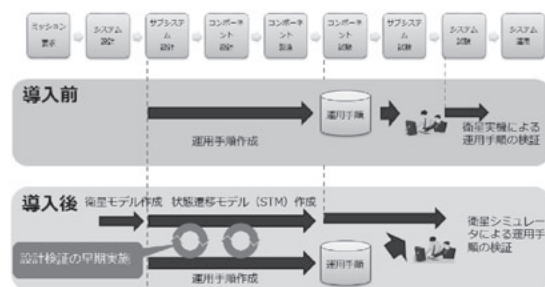 ミッション
要求
システム
設計
サブシステ
ム
設計
コンポーネ
ント
設計
コンポーネ
ント
製造
コンポーネ
ント
試験
サブシステ
ム
試験
システム
試験
システム
運用
導入前
運用手順作成
運用手順
衛星実機による
運用手順の検証
導入後
衛星モデル作成
状態遷移モデル（STM）作成
設計検証の早期実施
運用手順作成
運用手順
衛星シミュレー
タによる運用手
順の検証